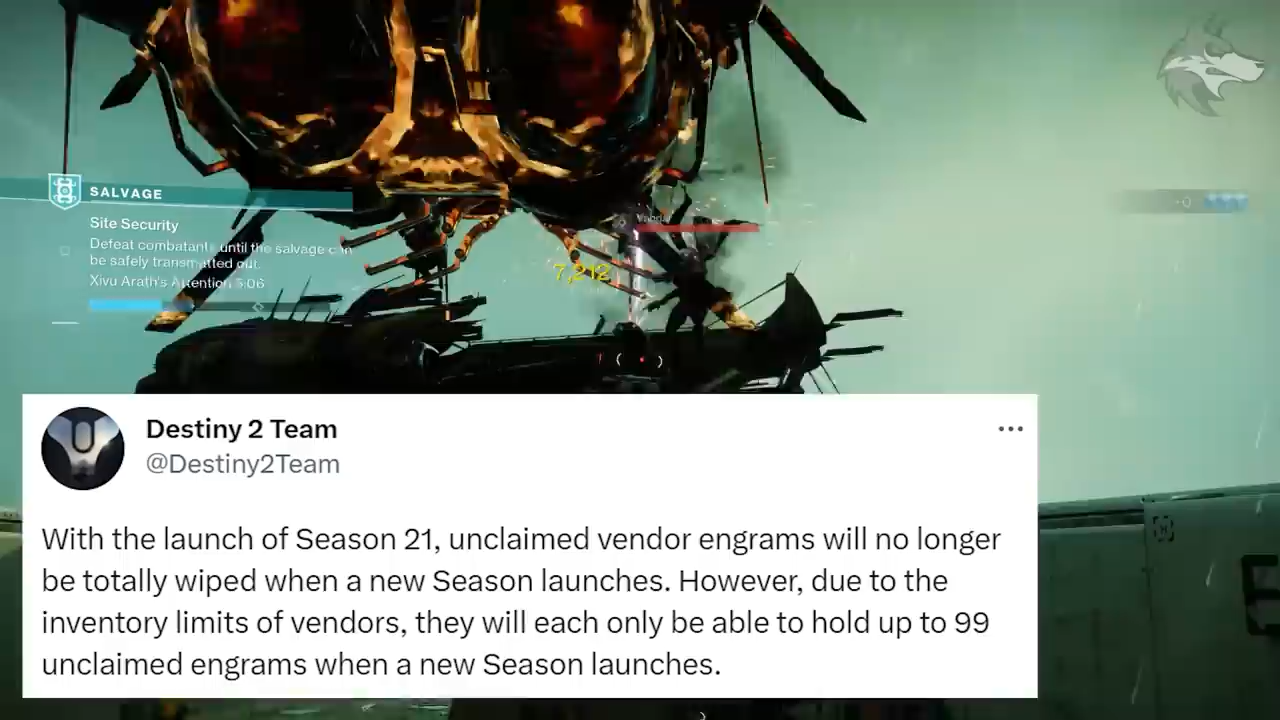 SALVAGE
Site Security
Defeat combatants until the salvage can
be safely transmatted out.
Xivu Arath's Attention 5:06
7,212
Destiny 2 Team
@Destiny2Team
With the launch of Season 21, unclaimed vendor engrams will no longer
be totally wiped when a new Season launches. However, due to the
inventory limits of vendors, they will each only be able to hold up to 99
unclaimed engrams when a new Season launches.